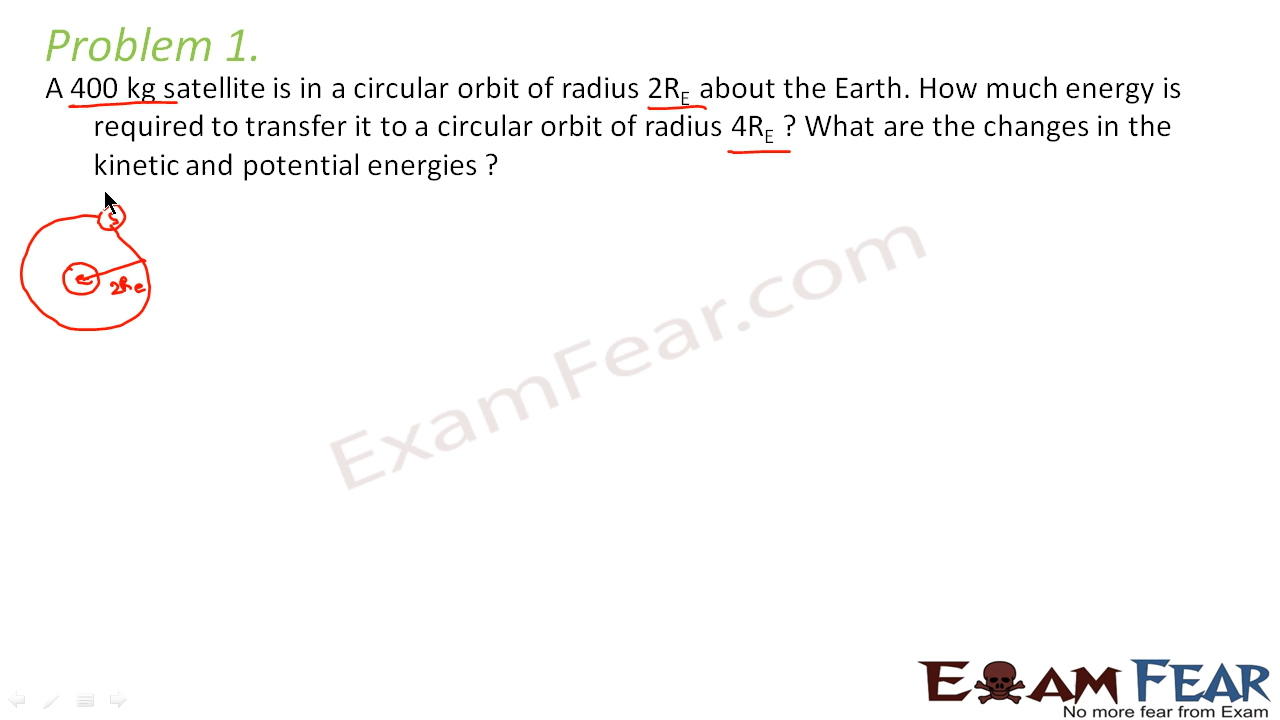 Problem 1.
A 400 kg satellite is in a circular orbit of radius 2RE about the Earth. How much energy is
required to transfer it to a circular orbit of radius 4RE ? What are the changes in the
kinetic and potential energies ?
S
e
2Re
ExamFear.com
EXAM FEAR
No more fear from Exam